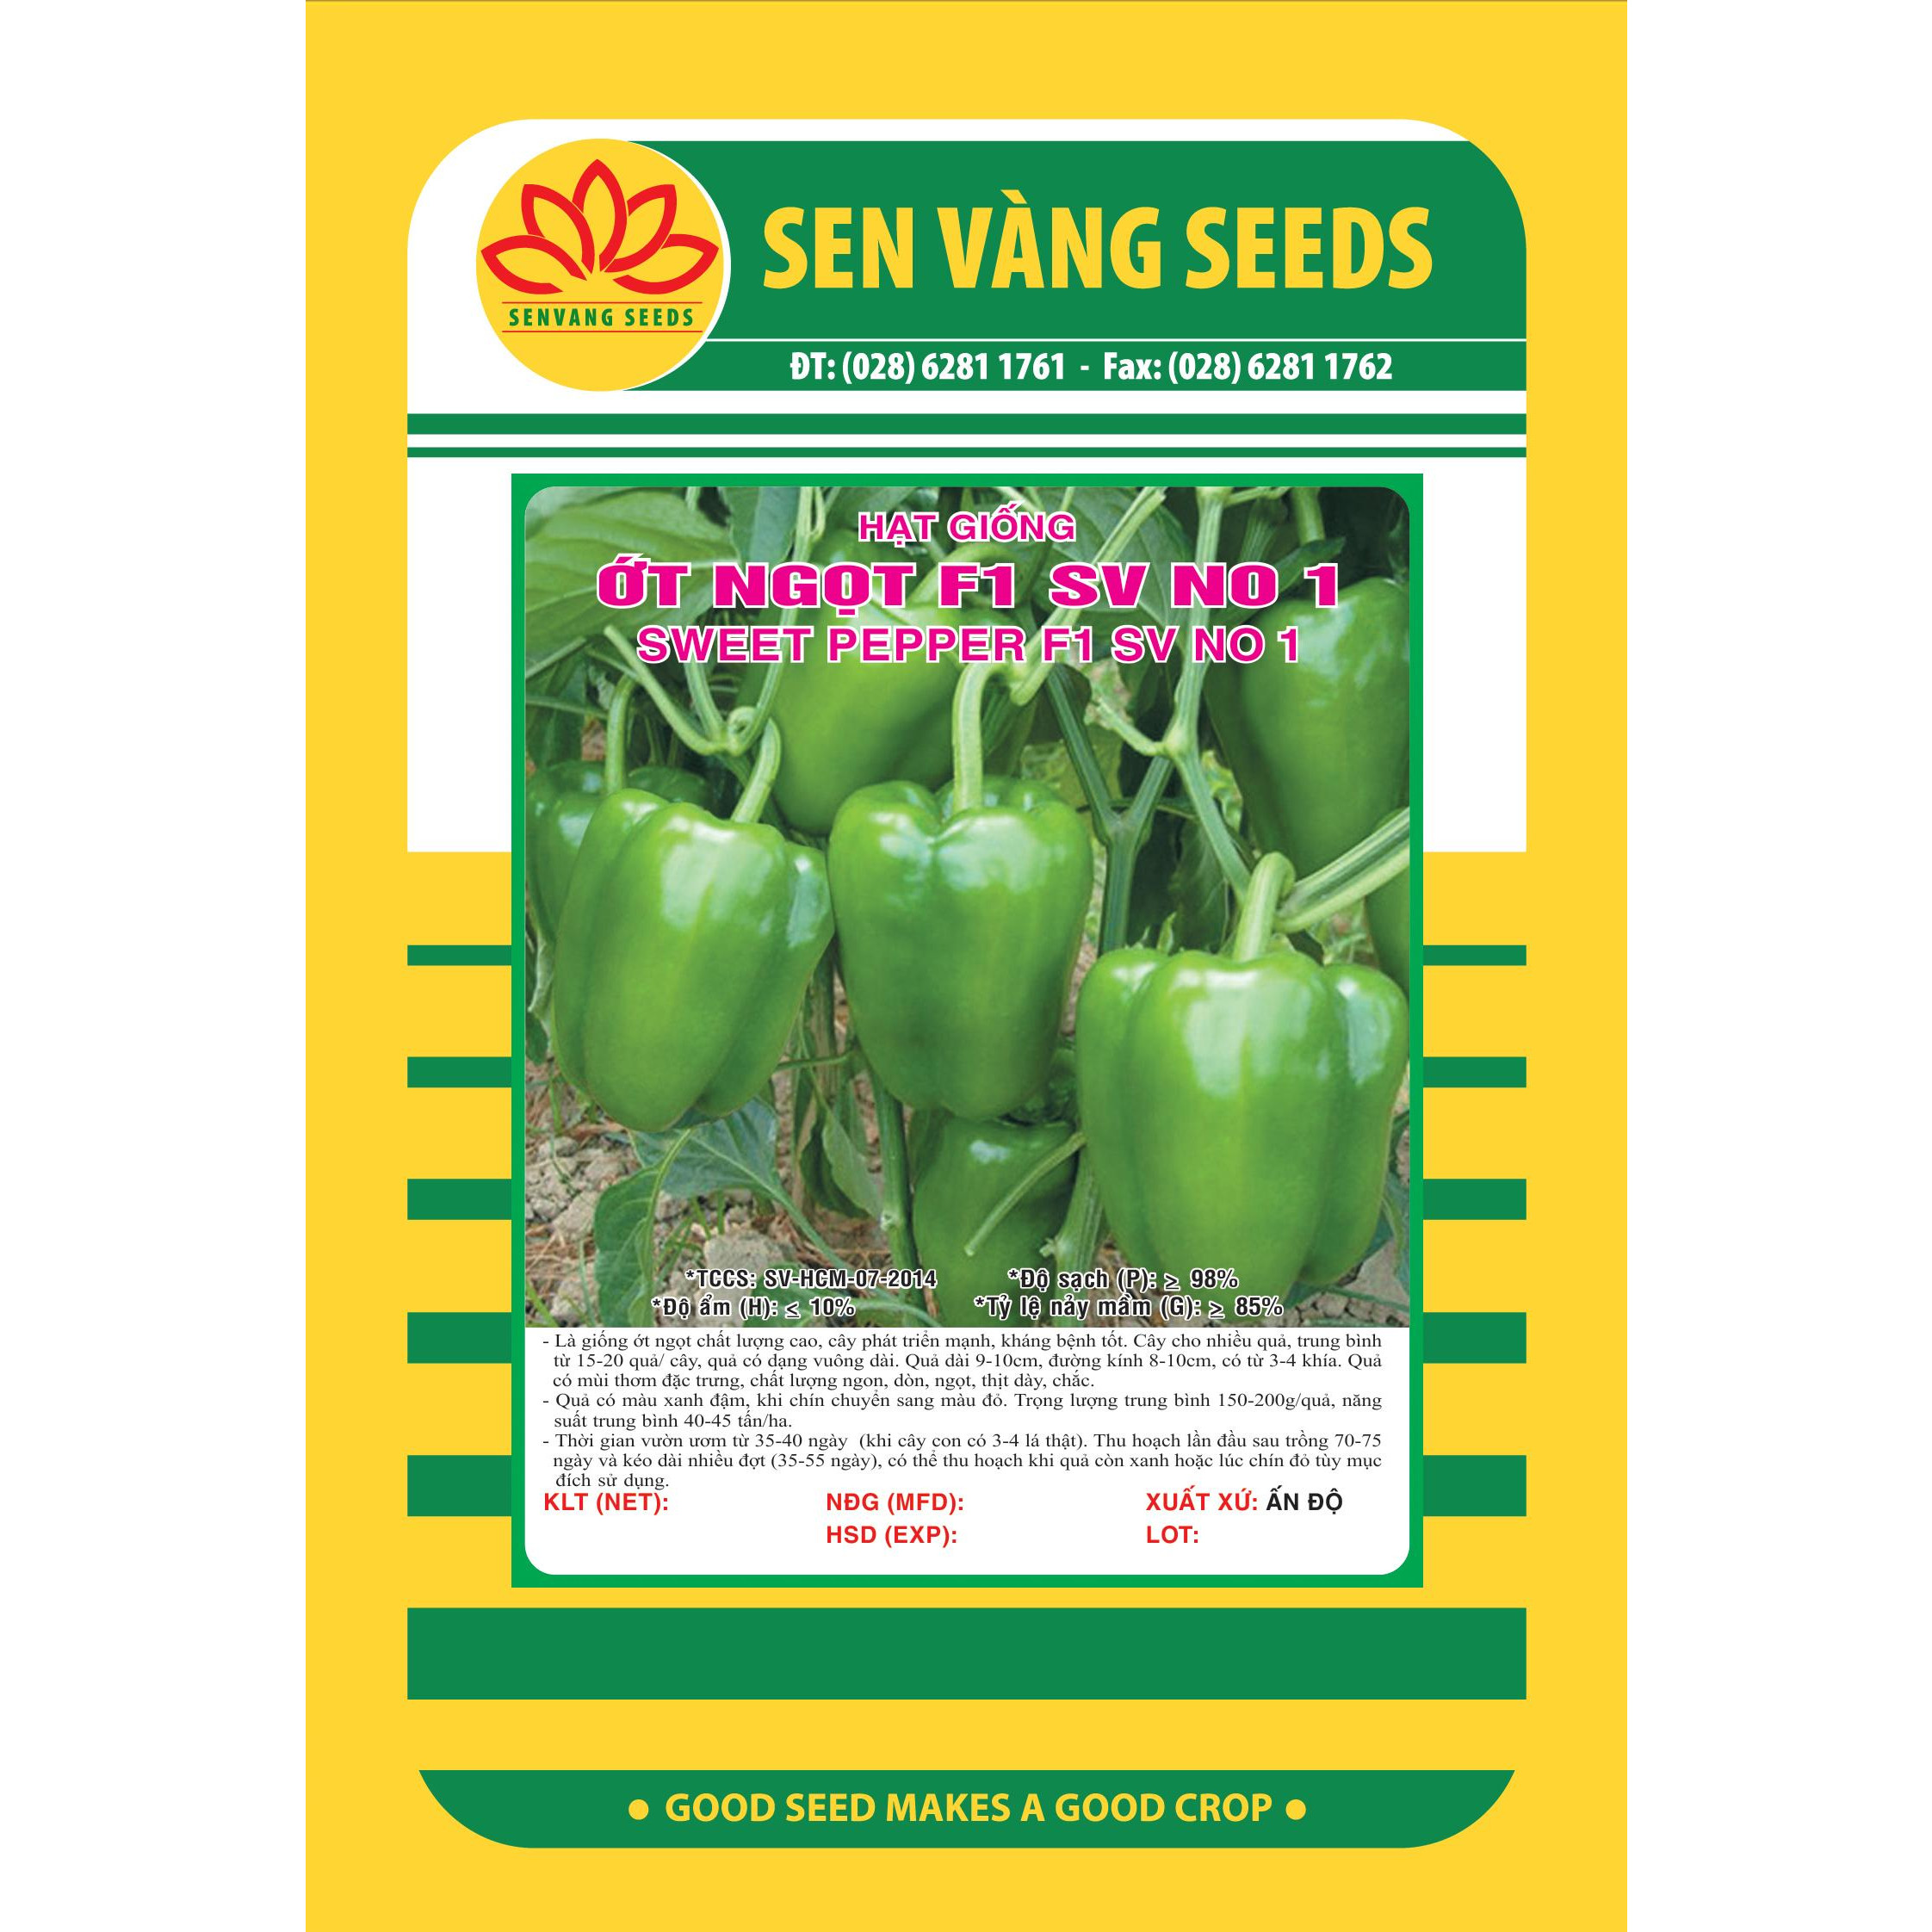 SENVANG SEEDS
SEN VÀNG SEEDS
ĐT: (028) 6281 1761 - Fax: (028) 6281 1762
HẠT GIỐNG
ỚT NGỌT F1 SV NO 1
SWEET PEPPER F1 SV NO 1
*TCCS: SV-HCM-07-2014 *Độ sạch (P): ≥ 98%
*Độ ẩm (H): ≤ 10% *Tỷ lệ nảy mầm (G): ≥ 85%
- Là giống ớt ngọt chất lượng cao, cây phát triển mạnh, kháng bệnh tốt. Cây cho nhiều quả, trung bình
từ 15-20 quả/ cây, quả có dạng vuông dài. Quả dài 9-10cm, đường kính 8-10cm, có từ 3-4 khía. Quả
có mùi thơm đặc trưng, chất lượng ngon, dòn, ngọt, thịt dày, chắc.
- Quả có màu xanh đậm, khi chín chuyển sang màu đỏ. Trọng lượng trung bình 150-200g/quả, năng
suất trung bình 40-45 tấn/ha.
- Thời gian vườn ươm từ 35-40 ngày (khi cây con có 3-4 lá thật). Thu hoạch lần đầu sau trồng 70-75
ngày và kéo dài nhiều đợt (35-55 ngày), có thể thu hoạch khi quả còn xanh hoặc lúc chín đỏ tùy mục
đích sử dụng.
KLT (NET): NĐG (MFD): XUẤT XỨ: ẤN ĐỘ
HSD (EXP): LOT:
• GOOD SEED MAKES A GOOD CROP •